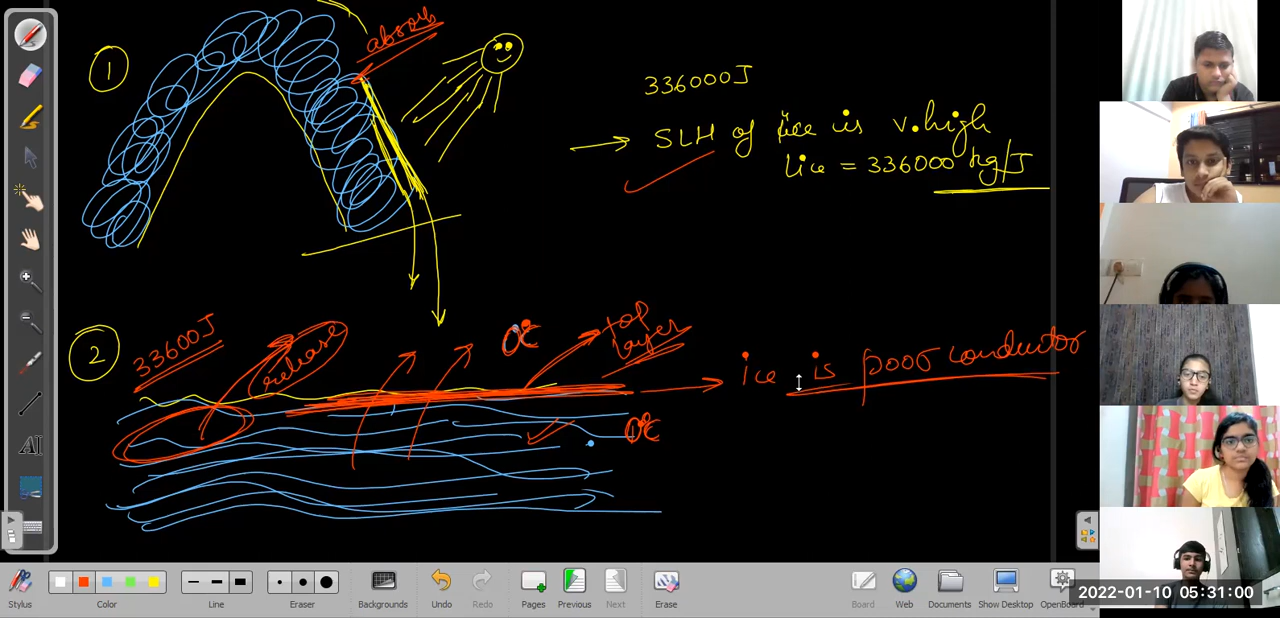 1
absorb
336000J
→ SLH of ice is v.high
Lice = 336000 kg/J
2
33600J
release
0°C
top
layer
→ ice is poor conductor
0°C
AI
Stylus
Color
Line
Eraser
Backgrounds
Undo
Redo
Pages
Previous
Next
Erase
Board
Web
Documents
Show Desktop
OpenBoard
2022-01-10 05:31:00